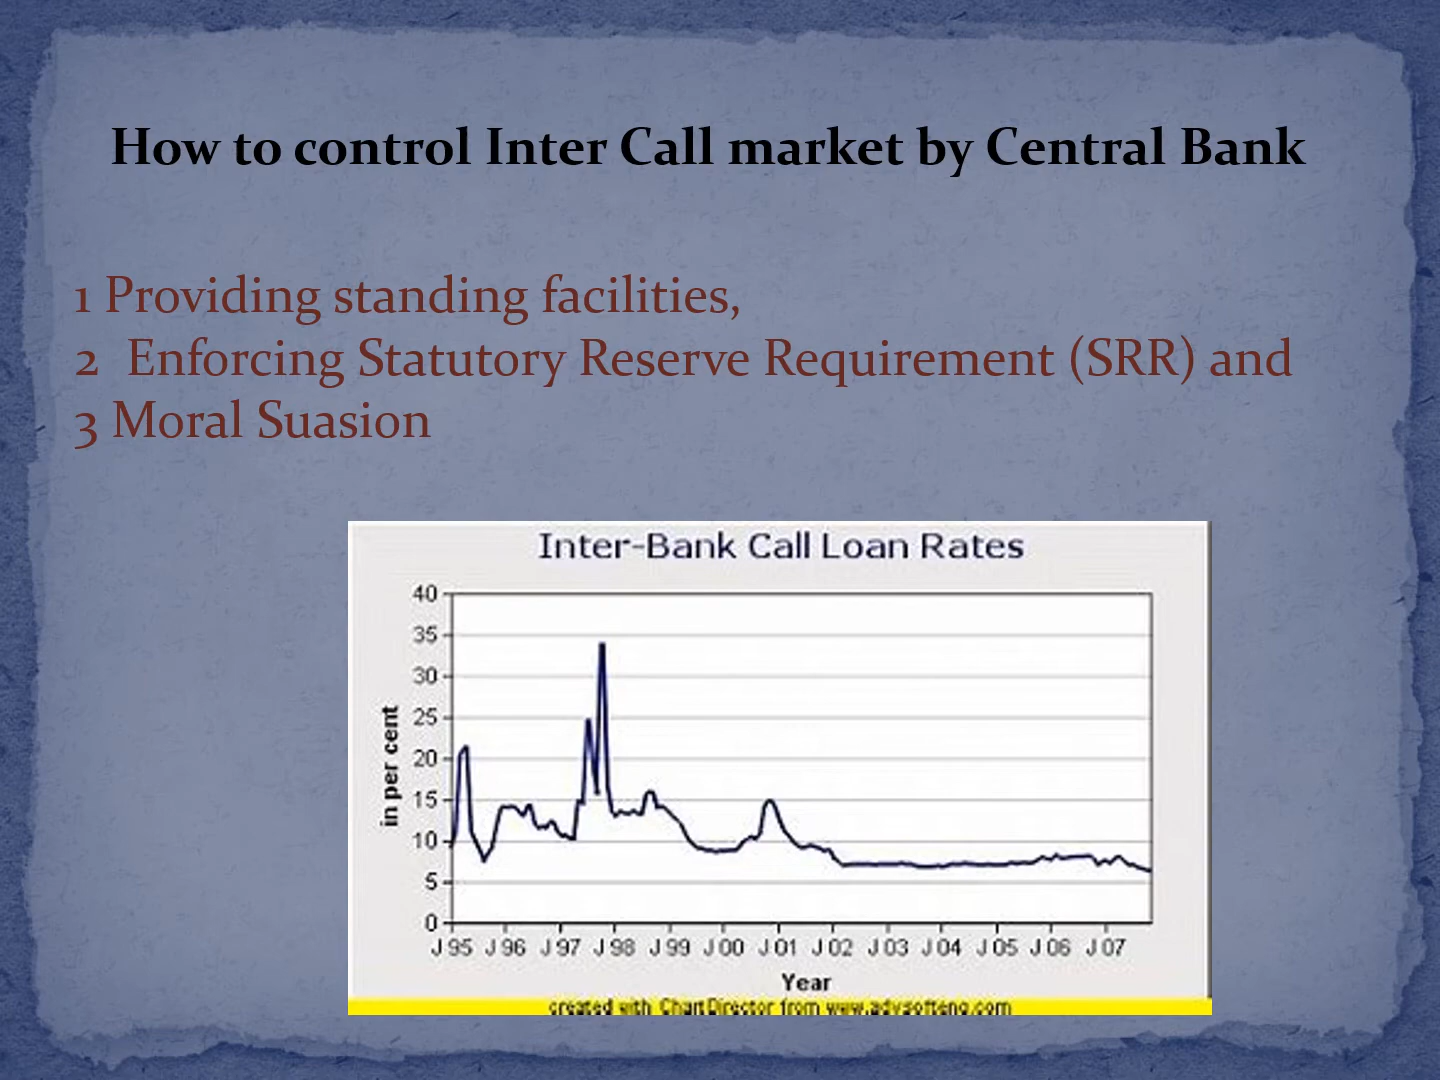 How to control Inter Call market by Central Bank
1 Providing standing facilities,
2 Enforcing Statutory Reserve Requirement (SRR) and
3 Moral Suasion
Inter-Bank Call Loan Rates
40
35
30
25
20
15
10
5
0
in per cent
J 95 J 96 J 97 J 98 J 99 J 00 J 01 J 02 J 03 J 04 J 05 J 06 J 07
Year
created with ChartDirector from www.advsofteng.com